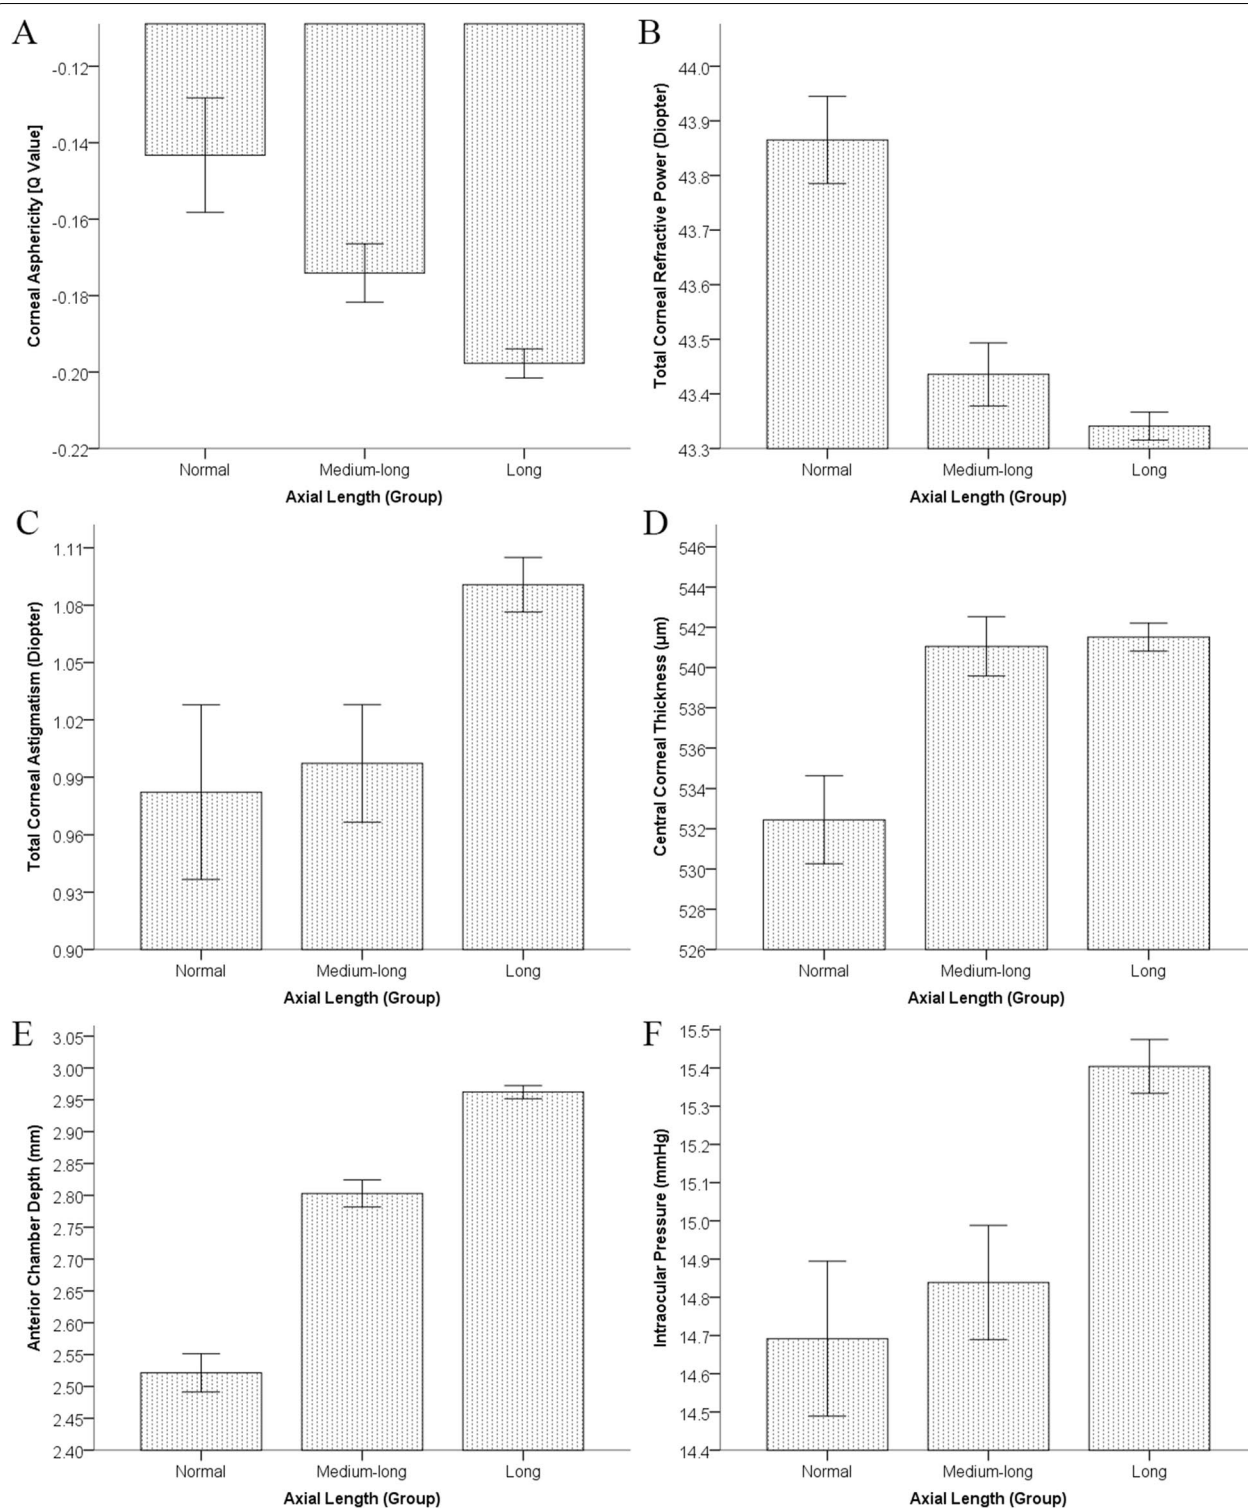 A
Corneal Asphericity [Q Value]
-0.12
-0.14
-0.16
-0.18
-0.20
-0.22
Normal Medium-long Long
Axial Length (Group)
B
Total Corneal Refractive Power (Diopter)
44.0
43.9
43.8
43.7
43.6
43.5
43.4
43.3
Normal Medium-long Long
Axial Length (Group)
C
Total Corneal Astigmatism (Diopter)
1.11
1.08
1.05
1.02
0.99
0.96
0.93
0.90
Normal Medium-long Long
Axial Length (Group)
D
Central Corneal Thickness (µm)
546
544
542
540
538
536
534
532
530
528
526
Normal Medium-long Long
Axial Length (Group)
E
Anterior Chamber Depth (mm)
3.05
3.00
2.95
2.90
2.85
2.80
2.75
2.70
2.65
2.60
2.55
2.50
2.45
2.40
Normal Medium-long Long
Axial Length (Group)
F
Intraocular Pressure (mmHg)
15.5
15.4
15.3
15.2
15.1
15.0
14.9
14.8
14.7
14.6
14.5
14.4
Normal Medium-long Long
Axial Length (Group)